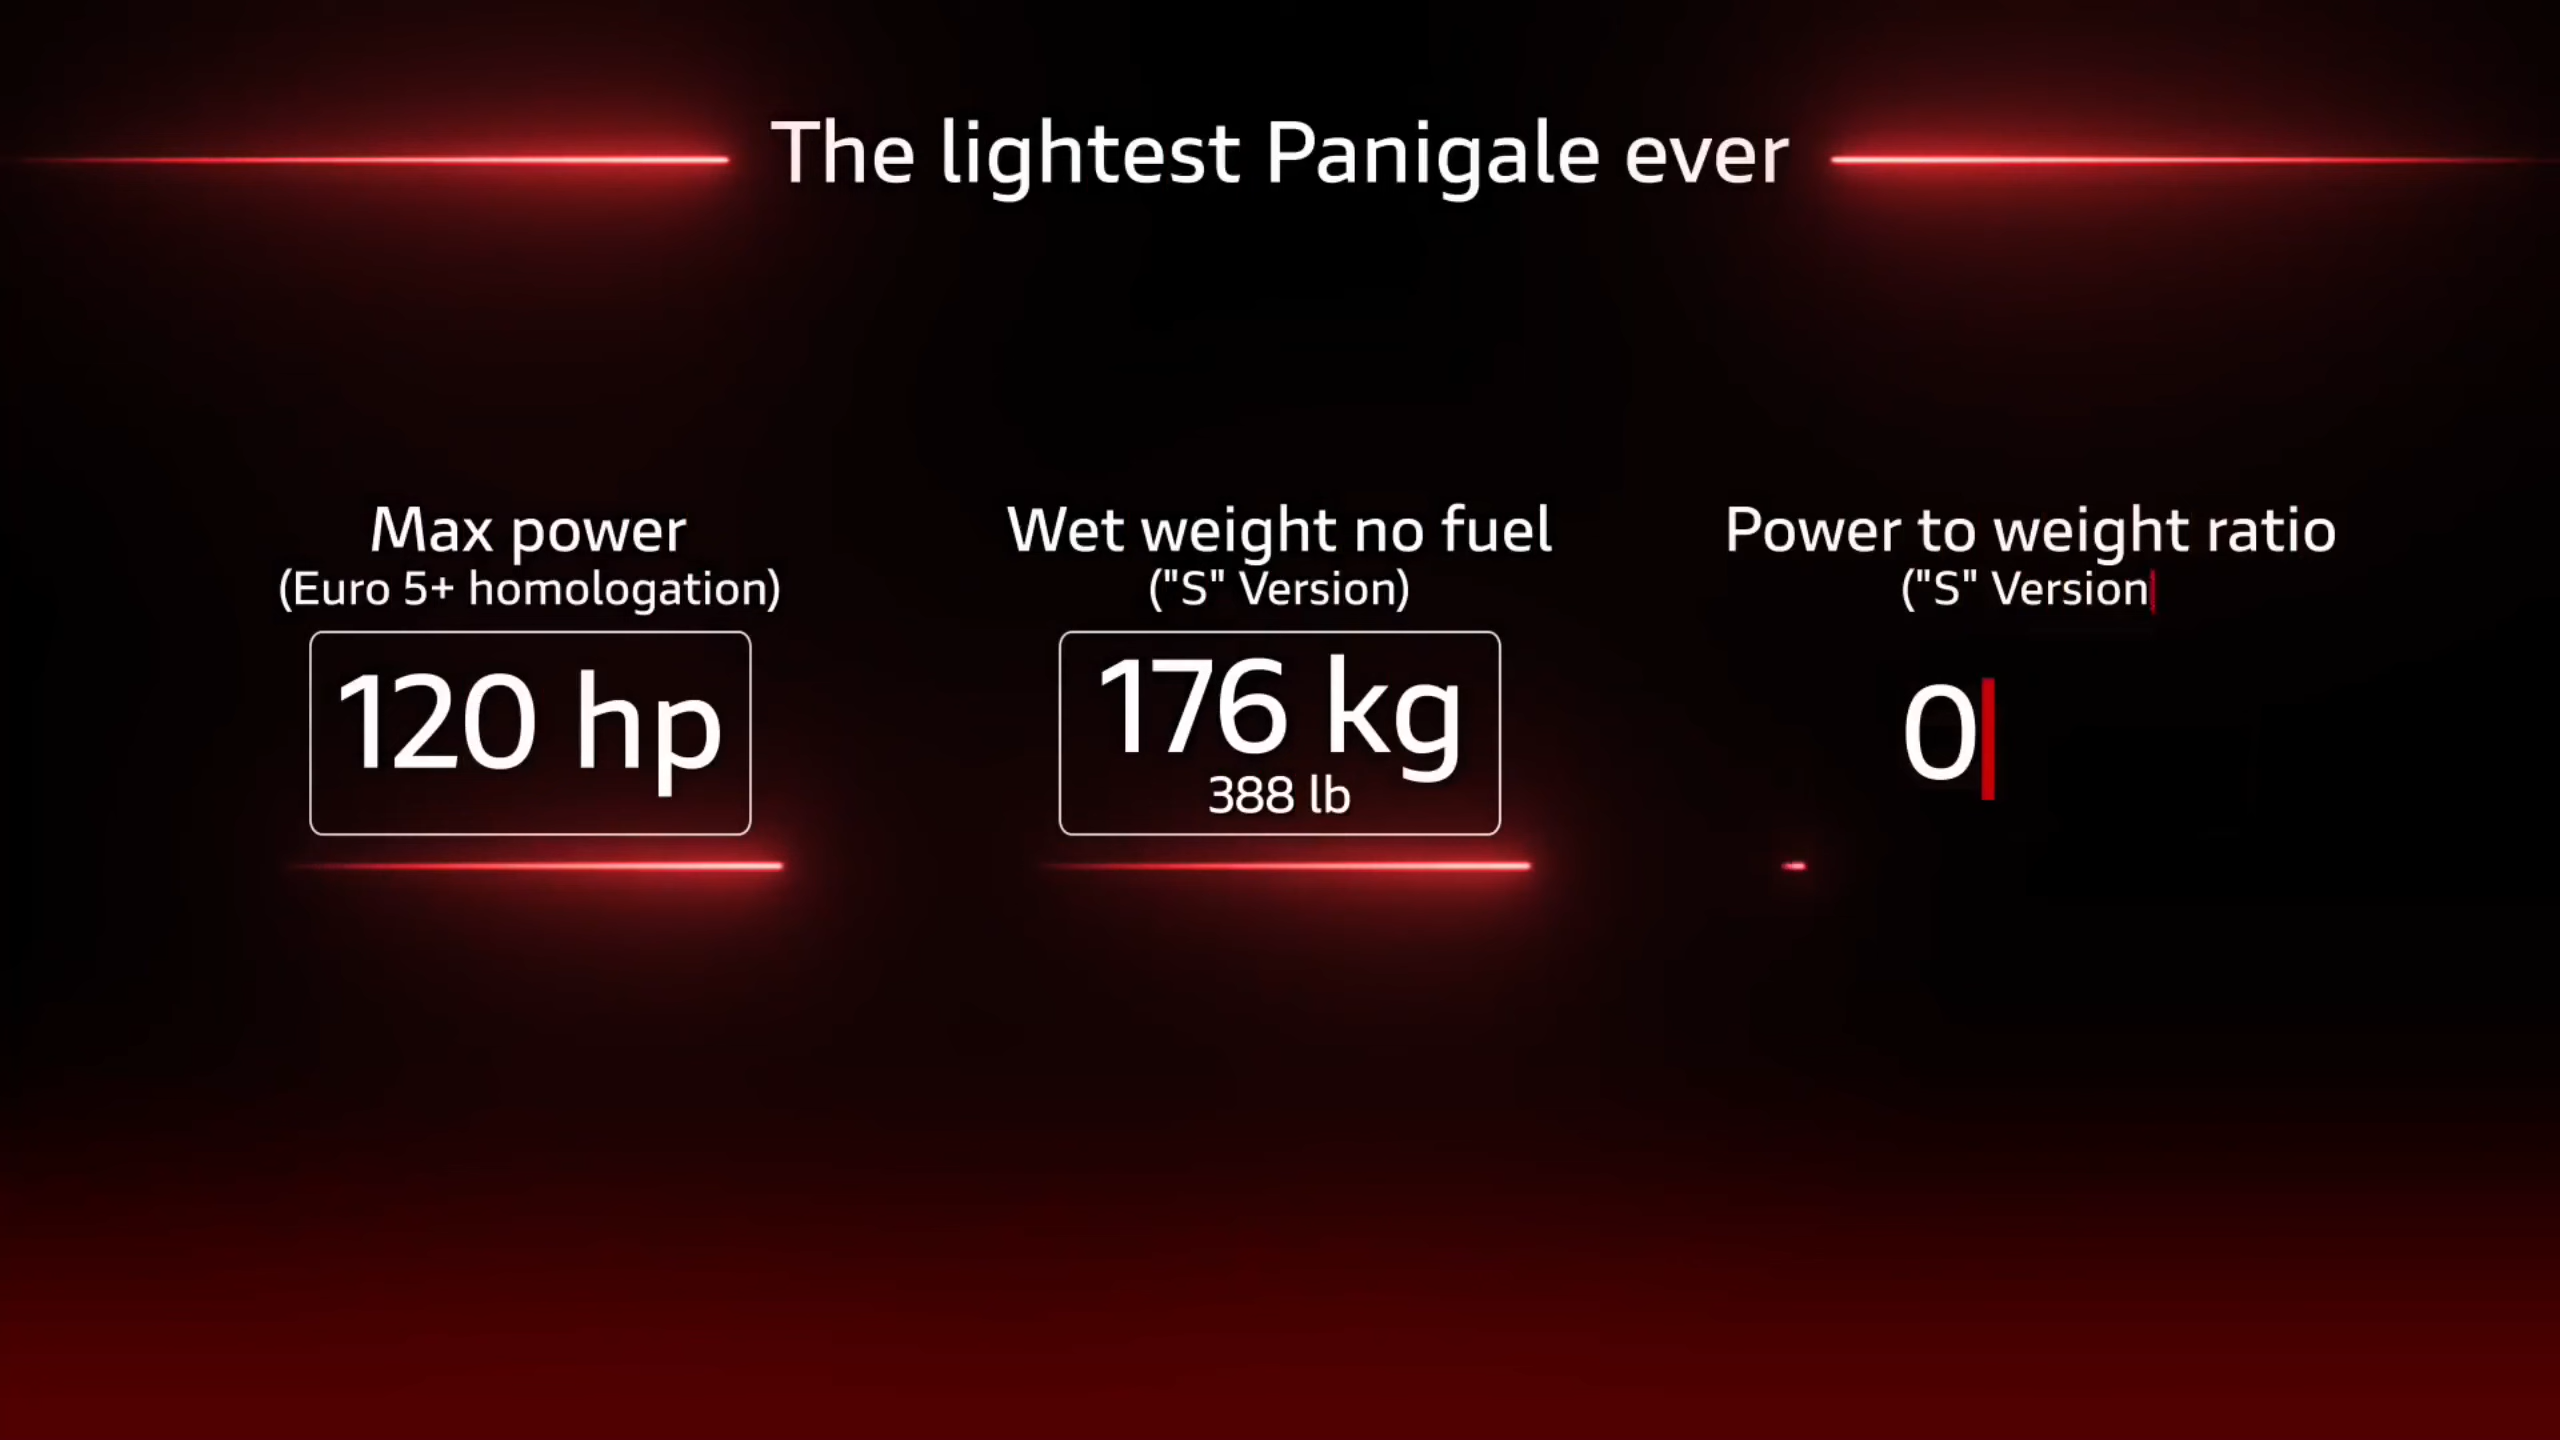 The lightest Panigale ever
Max power
(Euro 5+ homologation)
120 hp
Wet weight no fuel
("S" Version)
176 kg
388 lb
Power to weight ratio
("S" Version
0